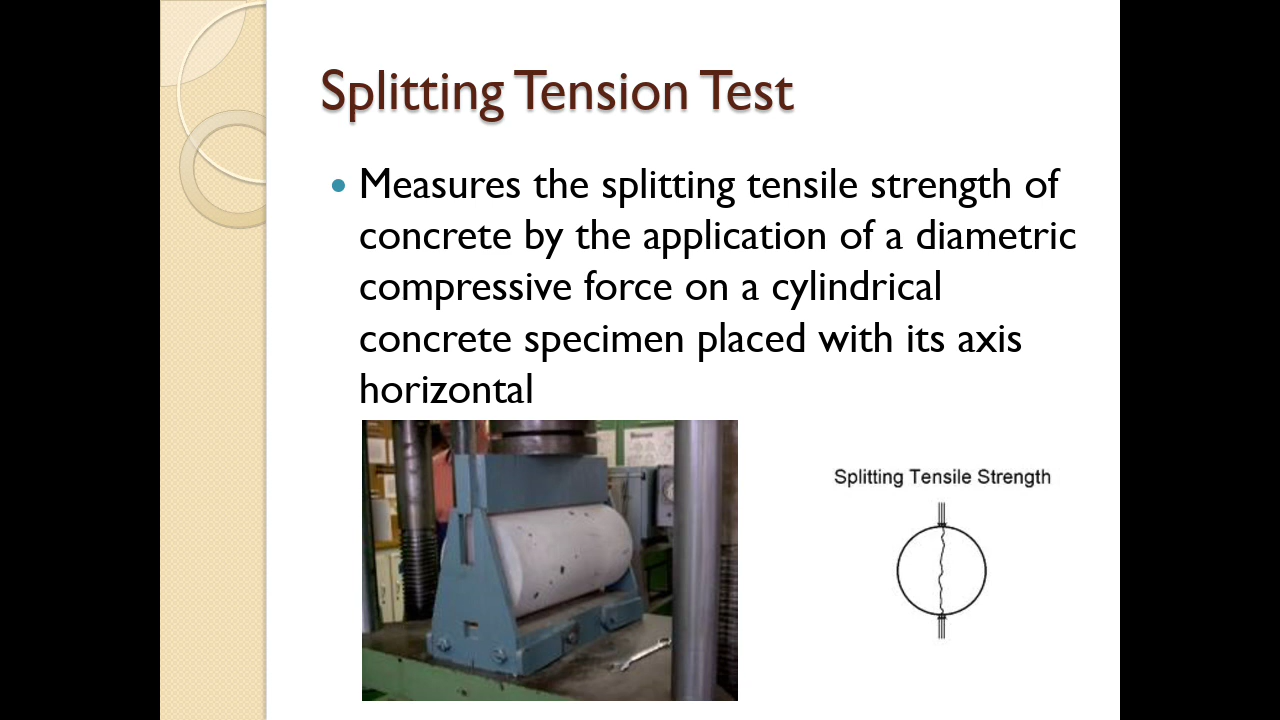 Splitting Tension Test
Measures the splitting tensile strength of
concrete by the application of a diametric
compressive force on a cylindrical
concrete specimen placed with its axis
horizontal
Splitting Tensile Strength